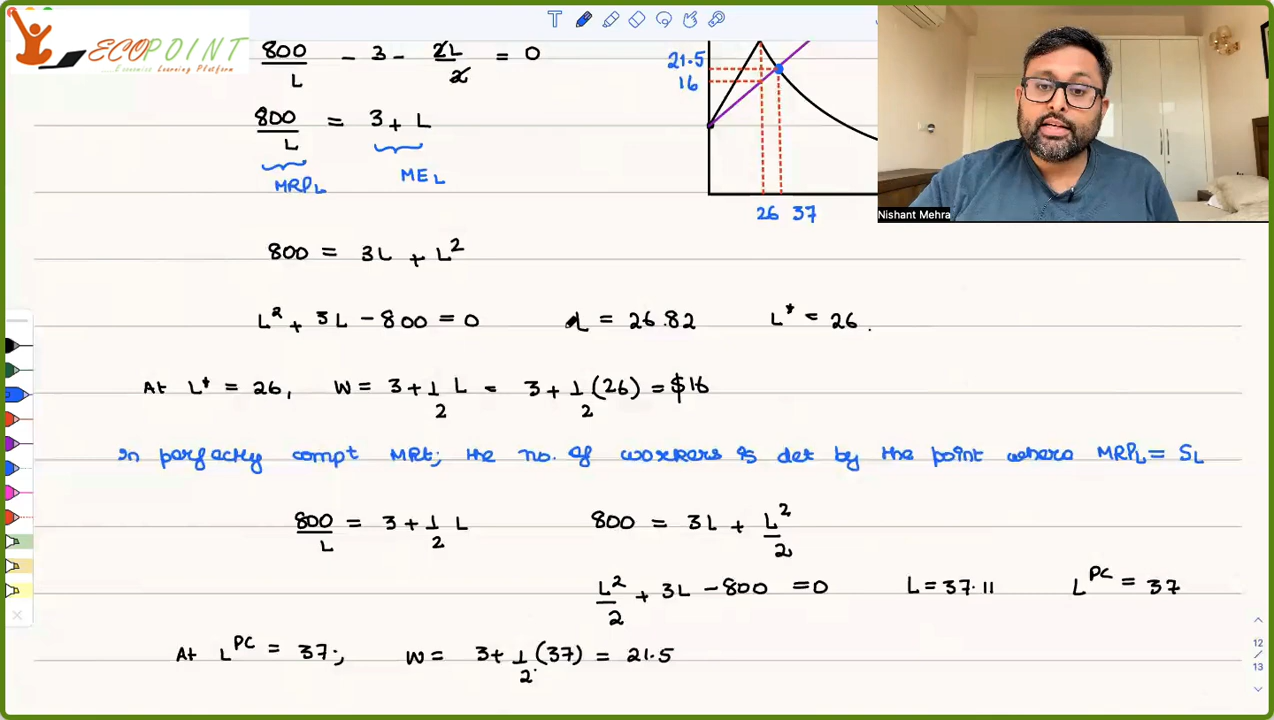 ECOPOINT
Economics Learning Platform
800/L - 3 - 2L/2 = 0
800/L = 3 + L
MRPL MEL
21.5
16
26 37
Nishant Mehra
800 = 3L + L²
L² + 3L - 800 = 0 L = 26.82 L* = 26.
At L* = 26, W = 3 + 1/2 L = 3 + 1/2 (26) = $16
In perfectly compt MRt; the no. of workers is det by the point where MRPL = SL
800/L = 3 + 1/2 L 800 = 3L + L²/2
L²/2 + 3L - 800 = 0 L = 37.11 L^PC = 37
At L^PC = 37; W = 3 + 1/2 (37) = 21.5
12
/
13